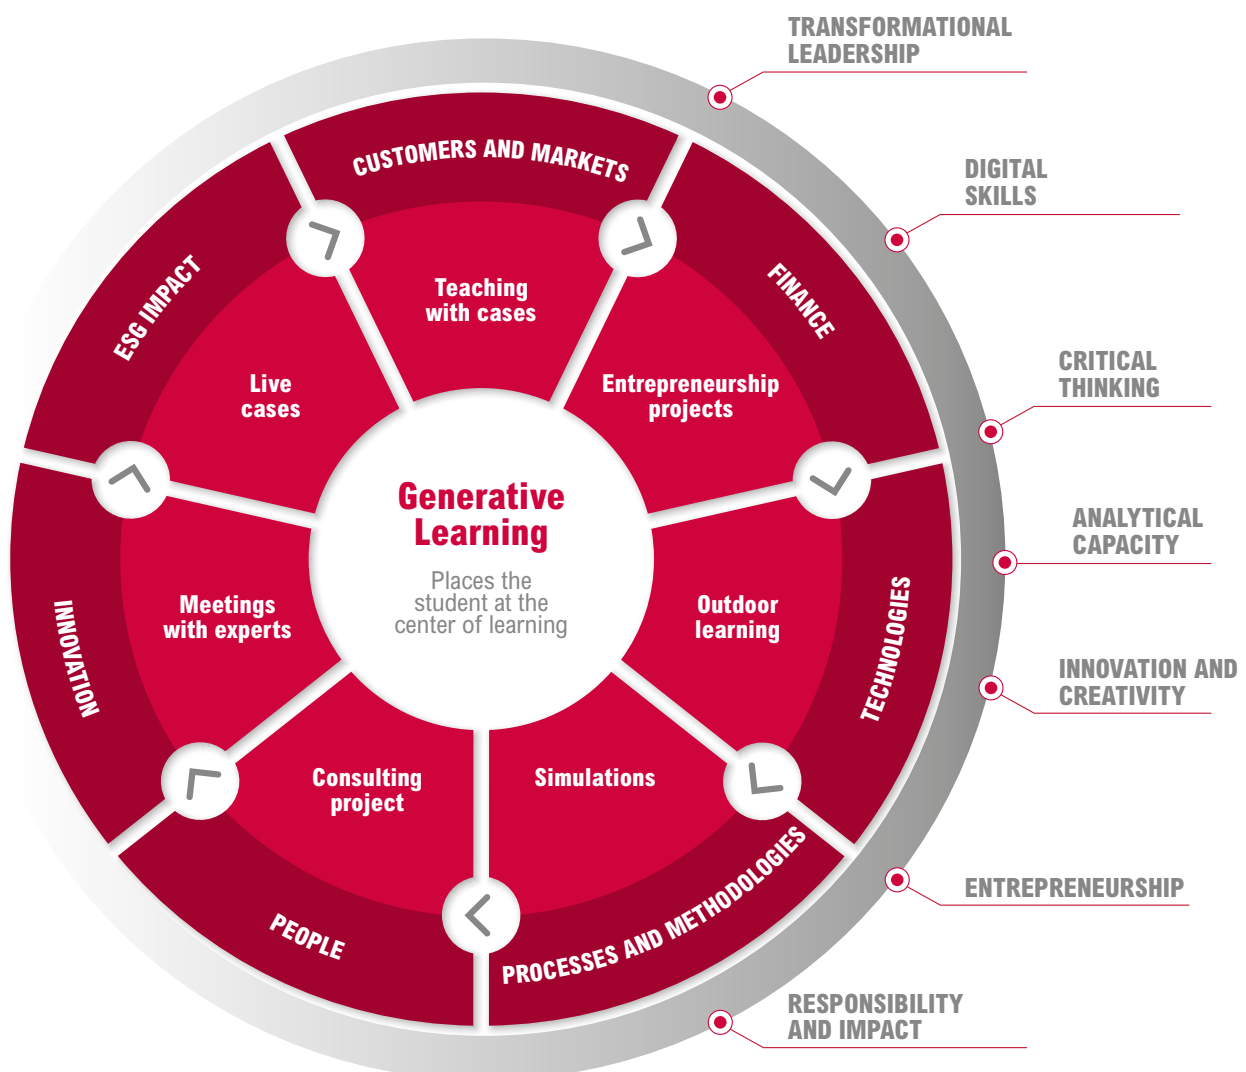 TRANSFORMATIONAL
LEADERSHIP
DIGITAL
SKILLS
CRITICAL
THINKING
ANALYTICAL
CAPACITY
INNOVATION AND
CREATIVITY
ENTREPRENEURSHIP
RESPONSIBILITY
AND IMPACT
CUSTOMERS AND MARKETS
FINANCE
TECHNOLOGIES
PROCESSES AND METHODOLOGIES
PEOPLE
INNOVATION
ESG IMPACT
Teaching
with cases
Entrepreneurship
projects
Outdoor
learning
Simulations
Consulting
project
Meetings
with experts
Live
cases
Generative
Learning
Places the
student at the
center of learning